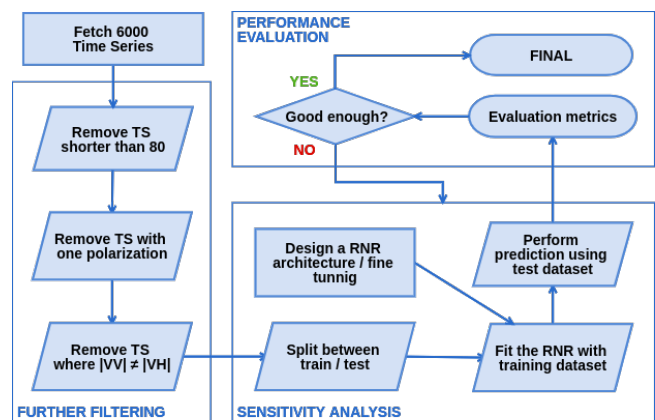 Fetch 6000
Time Series
Remove TS
shorter than 80
Remove TS with
one polarization
Remove TS
where |VV| ≠ |VH|
FURTHER FILTERING
PERFORMANCE
EVALUATION
FINAL
YES
Good enough?
Evaluation metrics
NO
Design a RNR
architecture / fine
tunnig
Perform
prediction using
test dataset
Split between
train / test
Fit the RNR with
training dataset
SENSITIVITY ANALYSIS